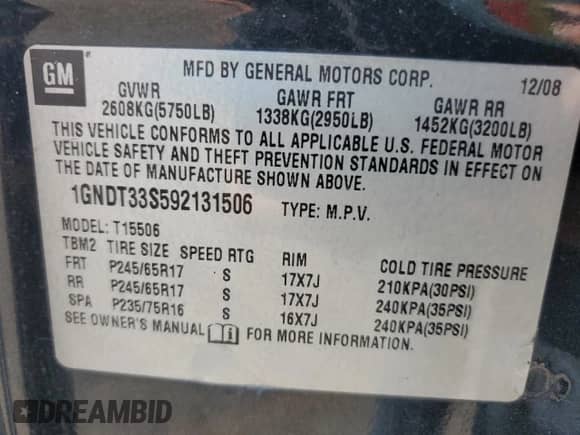 GM
MFD BY GENERAL MOTORS CORP.
12/08
GVWR GAWR FRT GAWR RR
2608KG(5750LB) 1338KG(2950LB) 1452KG(3200LB)
THIS VEHICLE CONFORMS TO ALL APPLICABLE U.S. FEDERAL MOTOR
VEHICLE SAFETY AND THEFT PREVENTION STANDARDS IN EFFECT ON
THE DATE OF MANUFACTURE SHOWN ABOVE.
1GNDT33S592131506 TYPE: M.P.V.
MODEL: T15506
TBM2 TIRE SIZE SPEED RTG RIM COLD TIRE PRESSURE
FRT P245/65R17 S 17X7J 210KPA(30PSI)
RR P245/65R17 S 17X7J 240KPA(35PSI)
SPA P235/75R16 S 16X7J 240KPA(35PSI)
SEE OWNER'S MANUAL i FOR MORE INFORMATION.
DREAMBID